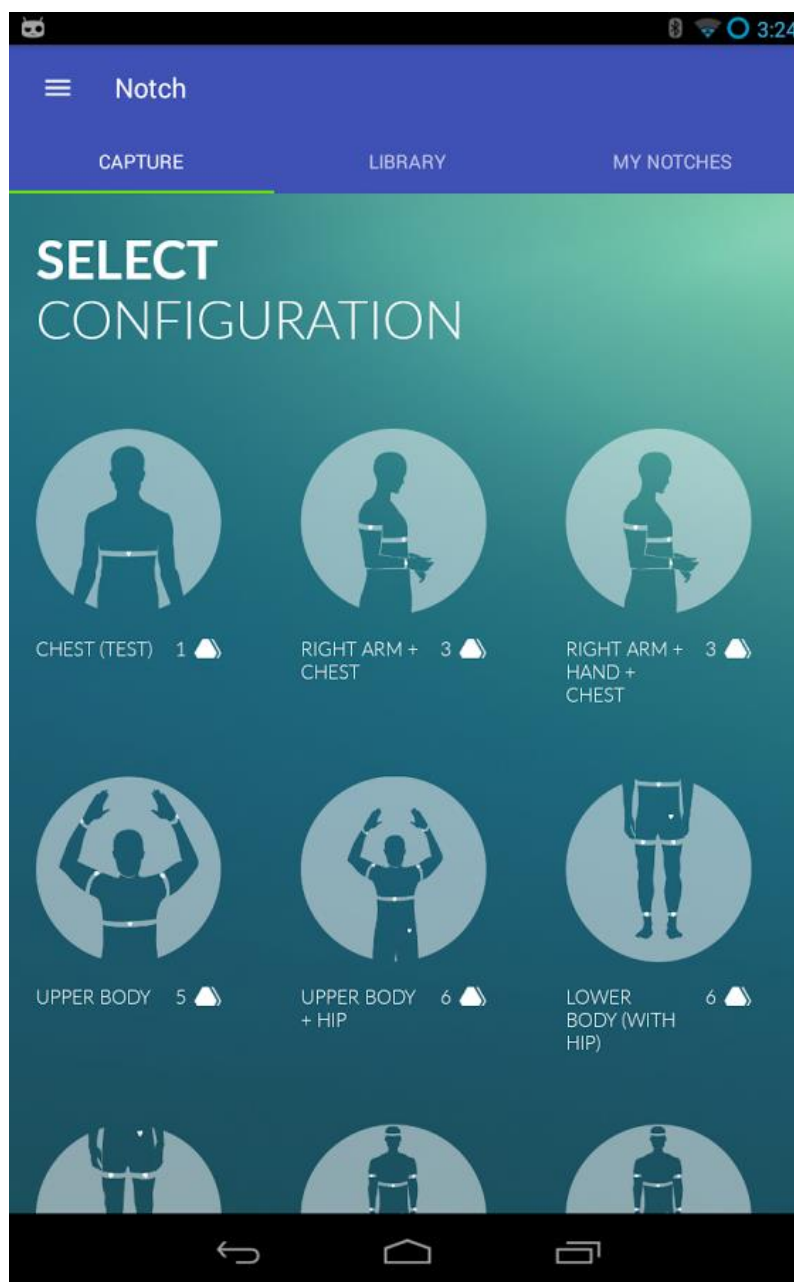 3:24
Notch
CAPTURE LIBRARY MY NOTCHES
SELECT
CONFIGURATION
CHEST (TEST) 1
RIGHT ARM + 3
CHEST
RIGHT ARM + 3
HAND +
CHEST
UPPER BODY 5
UPPER BODY 6
+ HIP
LOWER 6
BODY (WITH
HIP)